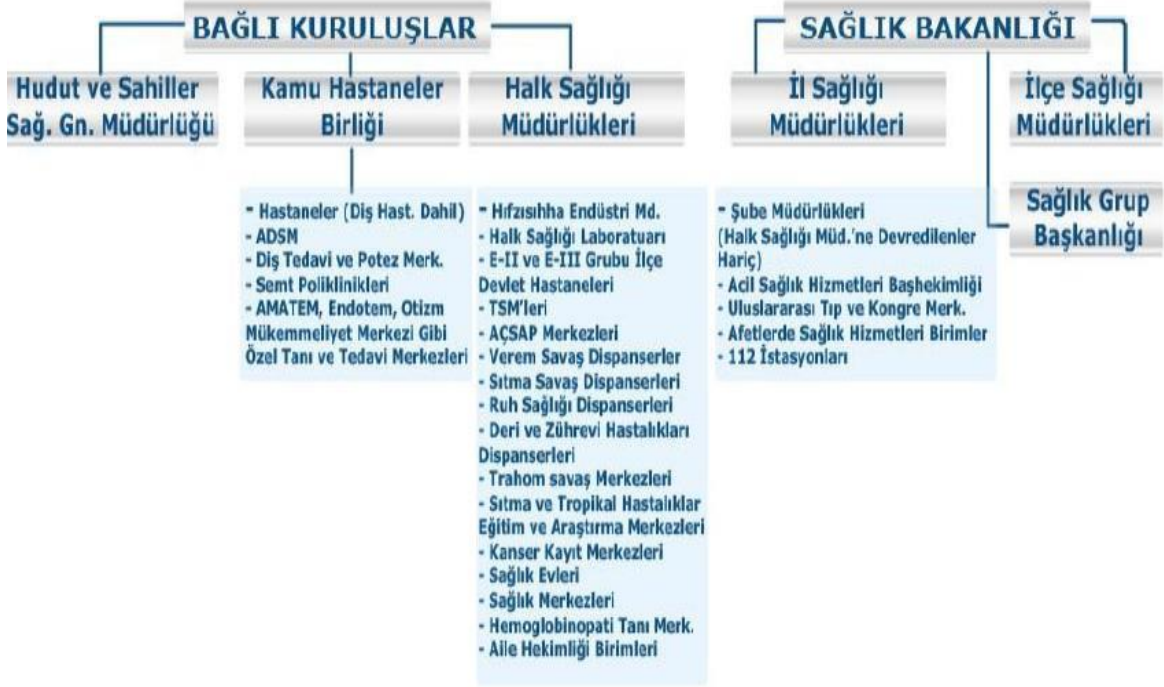 BAĞLI KURULUŞLAR
Hudut ve Sahiller
Sağ. Gn. Müdürlüğü
Kamu Hastaneler
Birliği
Halk Sağlığı
Müdürlükleri
- Hastaneler (Diş Hast. Dahil)
- ADSM
- Diş Tedavi ve Potez Merk.
- Semt Poliklinikleri
- AMATEM, Endotem, Otizm
Mükemmeliyet Merkezi Gibi
Özel Tanı ve Tedavi Merkezleri
- Hıfzısıhha Endüstri Md.
- Halk Sağlığı Laboratuarı
- E-II ve E-III Grubu İlçe
Devlet Hastaneleri
- TSM'leri
- AÇSAP Merkezleri
- Verem Savaş Dispanserler
- Sıtma Savaş Dispanserleri
- Ruh Sağlığı Dispanserleri
- Deri ve Zührevi Hastalıkları
Dispanserleri
- Trahom savaş Merkezleri
- Sıtma ve Tropikal Hastalıklar
Eğitim ve Araştırma Merkezleri
- Kanser Kayıt Merkezleri
- Sağlık Evleri
- Sağlık Merkezleri
- Hemoglobinopati Tanı Merk.
- Aile Hekimliği Birimleri
SAĞLIK BAKANLIĞI
İl Sağlığı
Müdürlükleri
İlçe Sağlığı
Müdürlükleri
Sağlık Grup
Başkanlığı
- Şube Müdürlükleri
(Halk Sağlığı Müd.'ne Devredilenler
Hariç)
- Acil Sağlık Hizmetleri Başhekimliği
- Uluslararası Tıp ve Kongre Merk.
- Afetlerde Sağlık Hizmetleri Birimler
- 112 İstasyonları